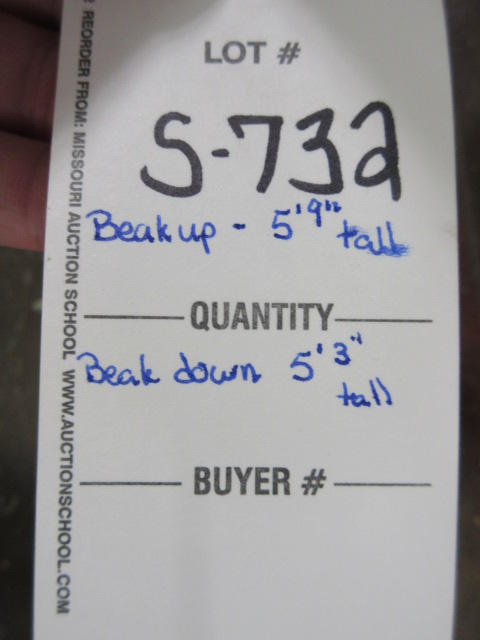 LOT #
S-732
Beak up - 5'9" tall
QUANTITY
Beak down 5'3"
tall
BUYER #
REORDER FROM: MISSOURI AUCTION SCHOOL WWW.AUCTIONSCHOOL.COM